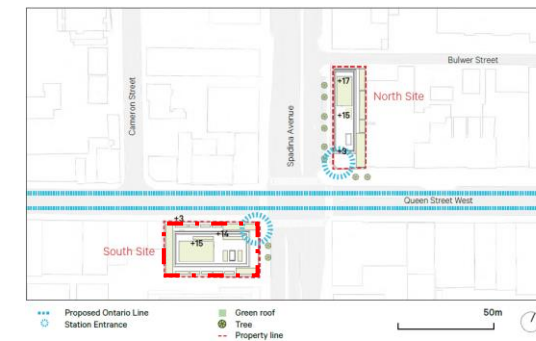 Bulwer Street
+17
North Site
Cameron Street
Spadina Avenue
+15
+3
Queen Street West
+3
+14
South Site
+15
Proposed Ontario Line
Station Entrance
Green roof
Tree
Property line
50m